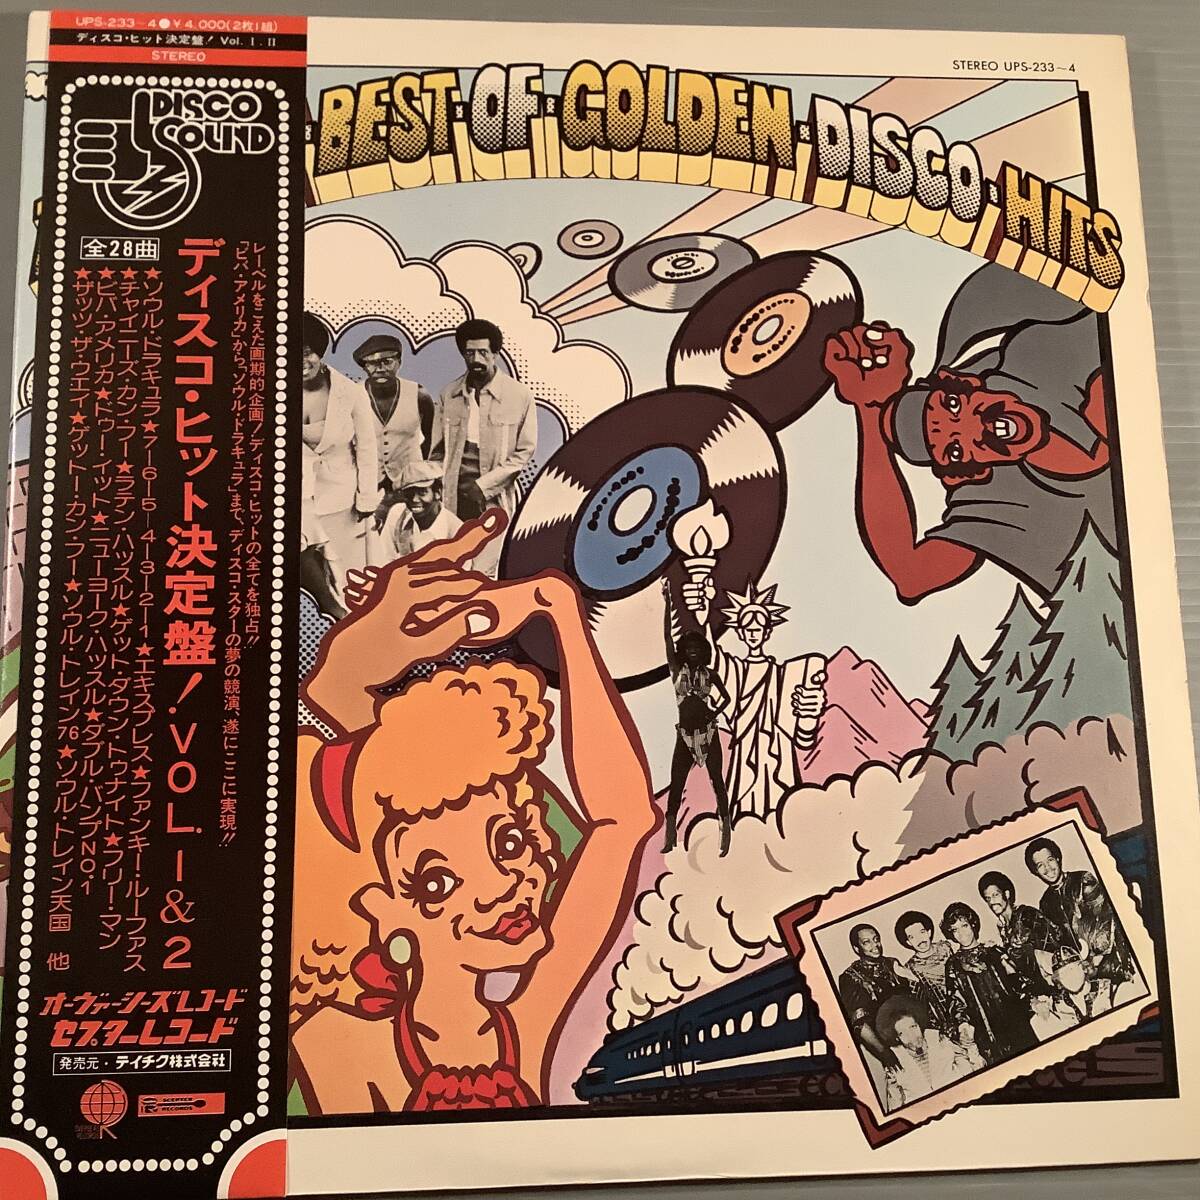 UPS-233~4●¥4,000(2枚1組)
ディスコ・ヒット決定盤! Vol. I. II
STEREO
DISCO
SOUND
全28曲
ディスコ・ヒット決定盤!VOL.1&2
レーベルをこえた画期的企画!ディスコ・ヒットの全てを独占!!
「ビバ・アメリカ」から「ソウル・ドラキュラ」まで、ディスコ・スターの夢の競演、遂にここに実現!!
★ソウル・ドラキュラ★7-6-5-4-3-2-1★エキスプレス★ファンキー・ルーファス
★チャイニーズ・カン・フー★ラテン・ハッスル★ゲット・ダウン・トゥナイト★フリー・マン
★ビバ・アメリカ★ドゥー・イット★ニューヨーク・ハッスル★ダブル・バンプNO.1
★ザッツ・ザ・ウエイ★ゲットー・カン・フー★ソウル・トレイン76★ソウル・トレイン天国 他
オーヴァーシーズレコード
セプターレコード
発売元・テイチク株式会社
OVERSEAS
RECORDS
SCEPTER
RECORDS
STEREO UPS-233~4
BEST・OF・GOLDEN・DISCO・HITS